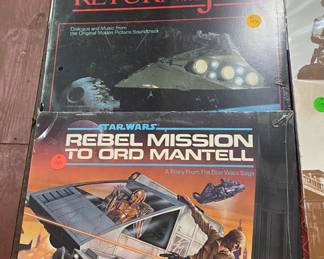 RETURN
Dialogue and Music from
the Original Motion Picture Soundtrack
STAR WARS
REBEL MISSION
TO ORD MANTELL
A Story From The Star Wars Saga